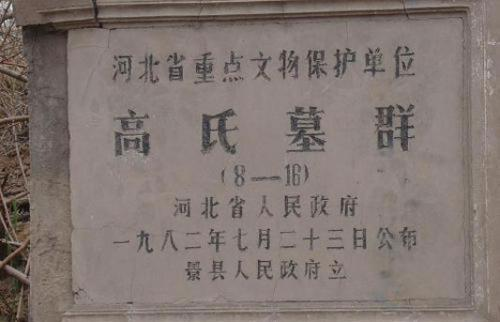 河北省重点文物保护单位
高氏墓群
(8—16)
河北省人民政府
一九八二年七月二十三日公布
景县人民政府立